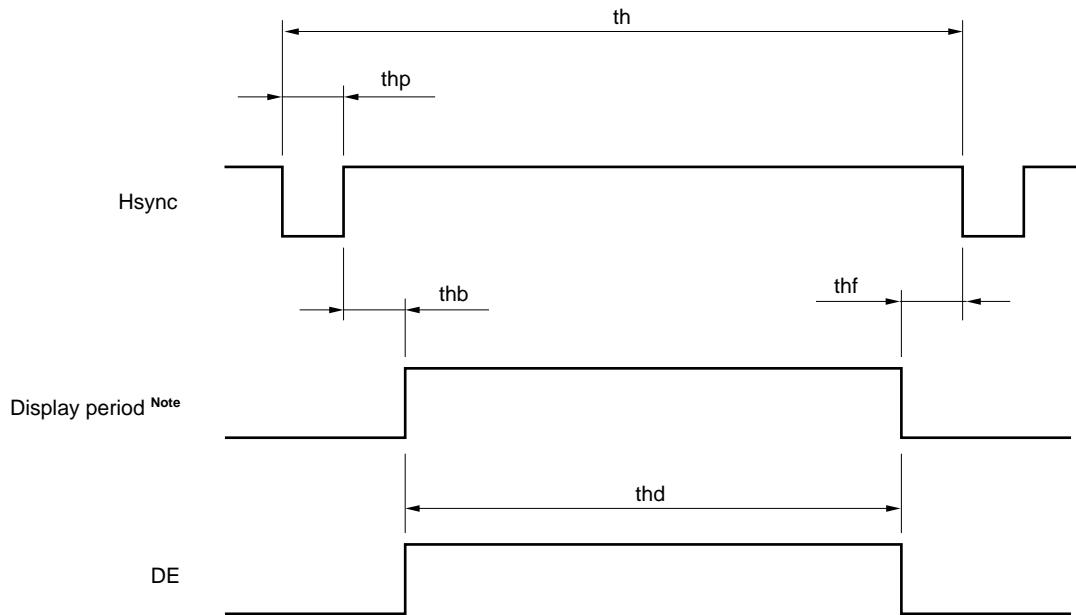 th
thp
Hsync
thb
thf
Display period Note
thd
DE